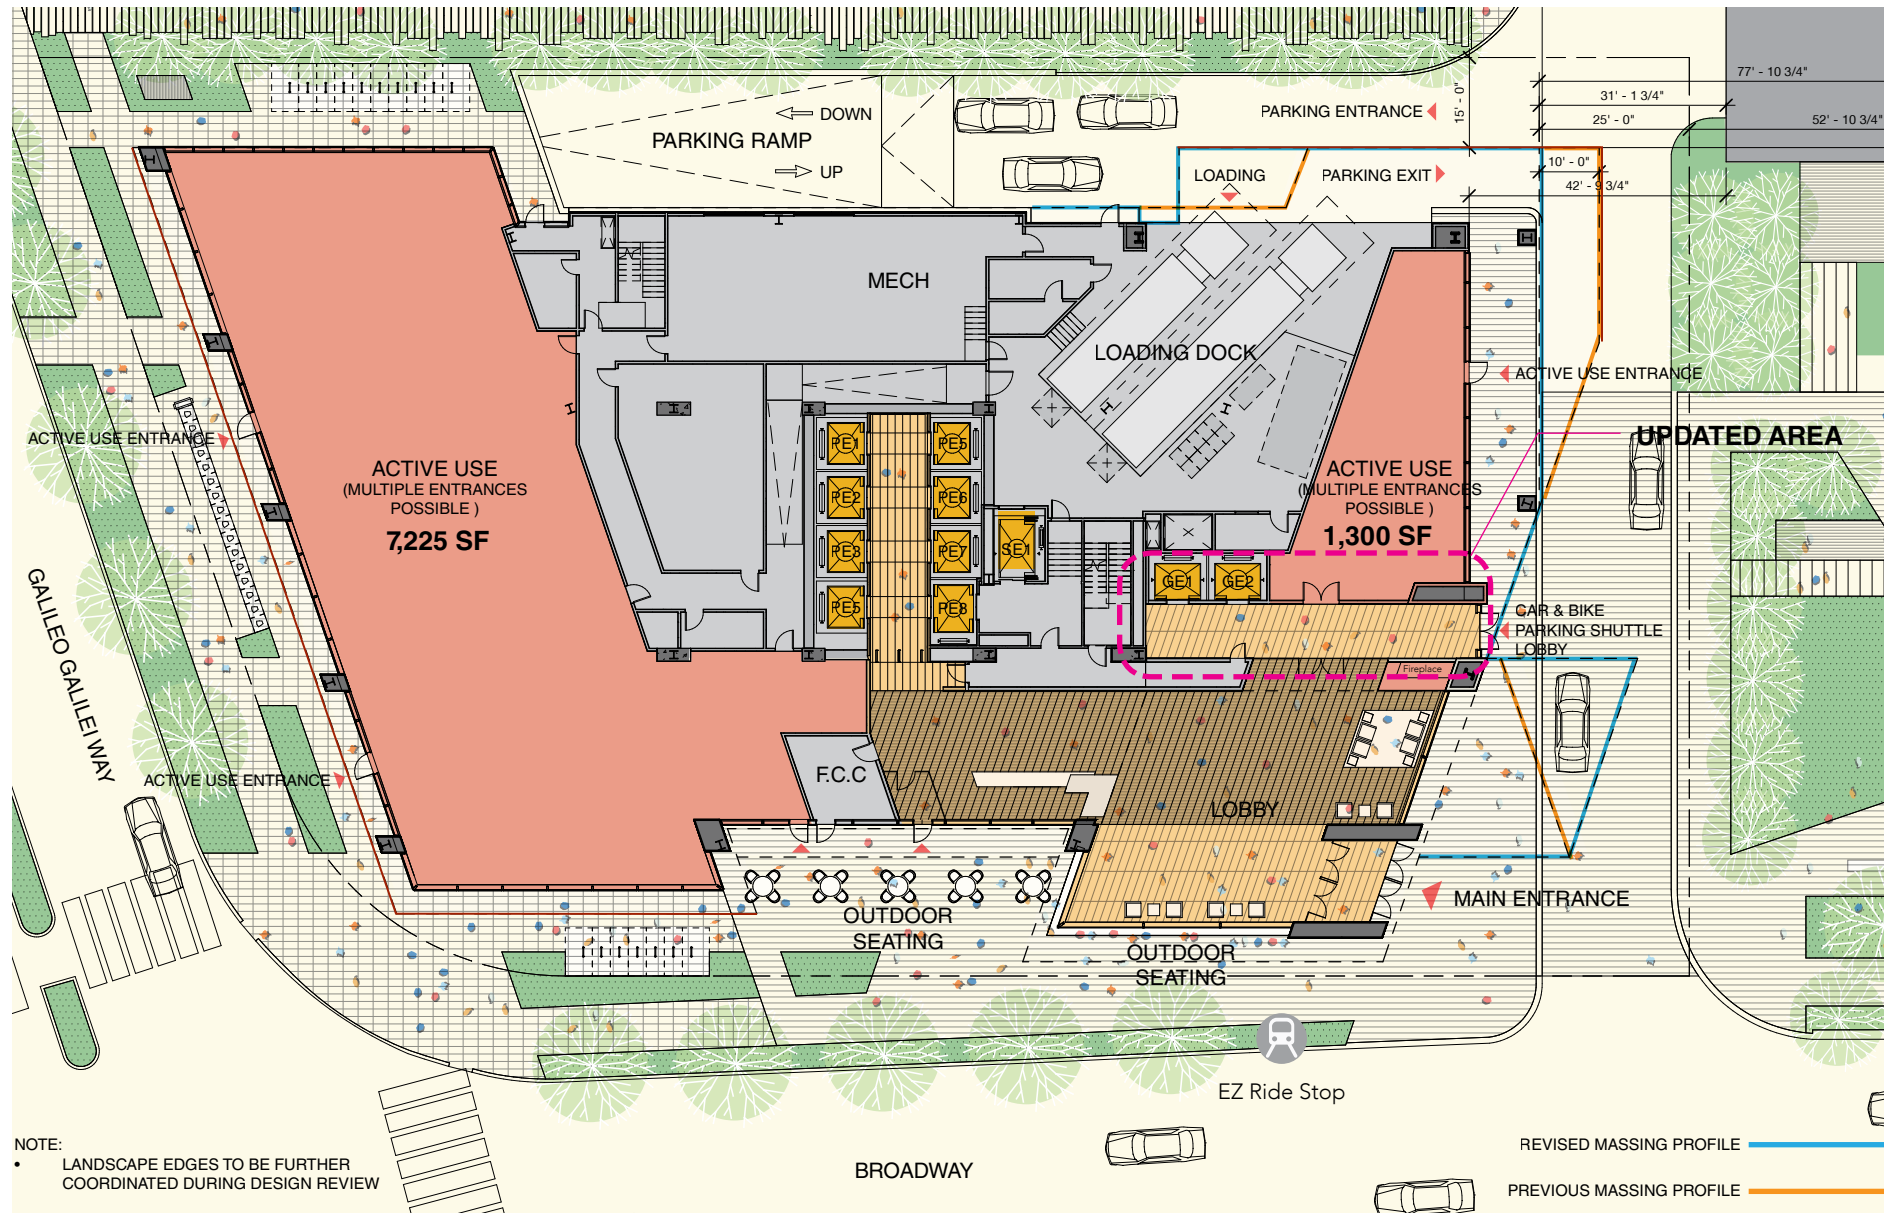 77' - 10 3/4"
31' - 1 3/4"
25' - 0"
52' - 10 3/4"
15' - 0"
10' - 0"
42' - 9 3/4"
DOWN
PARKING RAMP
UP
PARKING ENTRANCE
LOADING
PARKING EXIT
MECH
LOADING DOCK
ACTIVE USE ENTRANCE
ACTIVE USE ENTRANCE
UPDATED AREA
ACTIVE USE
(MULTIPLE ENTRANCES
POSSIBLE )
7,225 SF
ACTIVE USE
(MULTIPLE ENTRANCES
POSSIBLE )
1,300 SF
PE1
PE5
PE2
PE6
PE3
PE7
SE1
PE5
PE8
GE1
GE2
X
CAR & BIKE
PARKING SHUTTLE
LOBBY
Fireplace
GALILEO GALILEI WAY
ACTIVE USE ENTRANCE
F.C.C
LOBBY
MAIN ENTRANCE
OUTDOOR
SEATING
OUTDOOR
SEATING
EZ Ride Stop
BROADWAY
NOTE:
• LANDSCAPE EDGES TO BE FURTHER
COORDINATED DURING DESIGN REVIEW
REVISED MASSING PROFILE
PREVIOUS MASSING PROFILE